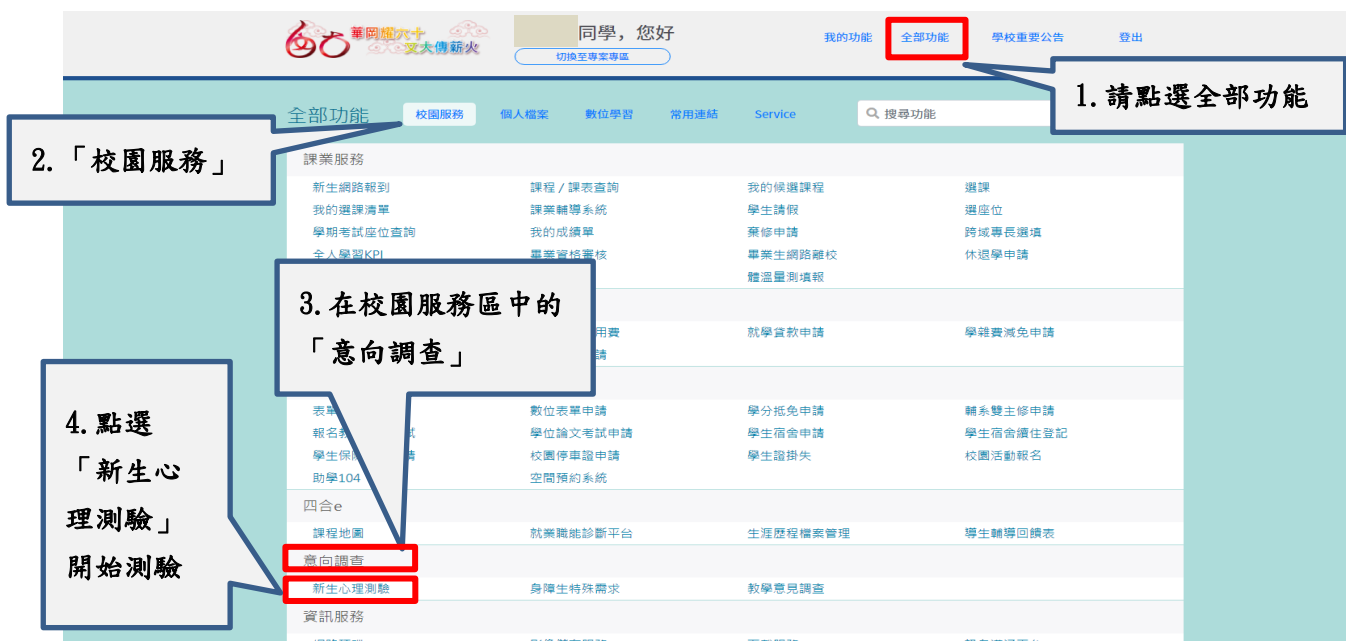 華岡耀六十
文大傳薪火
同學，您好
切換至專案專區
我的功能 全部功能 學校重要公告 登出
1.請點選全部功能
全部功能 校園服務 個人檔案 數位學習 常用連結 Service 搜尋功能
2.「校園服務」
課業服務
新生網路報到 課程 / 課表查詢 我的候選課程 選課
我的選課清單 課業輔導系統 學生請假 選座位
學期考試座位查詢 我的成績單 棄修申請 跨域專長選填
全人學習KPI 畢業資格審核 畢業生網路離校 休退學申請
體溫量測填報
3.在校園服務區中的
「意向調查」
用費 就學貸款申請 學雜費減免申請
請
4.點選
「新生心
理測驗」
開始測驗
表單 數位表單申請 學分抵免申請 輔系雙主修申請
報名 學位論文考試申請 學生宿舍申請 學生宿舍續住登記
學生保 校園停車證申請 學生證掛失 校園活動報名
助學104 空間預約系統
四合e
課程地圖 就業職能診斷平台 生涯歷程檔案管理 導生輔導回饋表
意向調查
新生心理測驗 身障生特殊需求 教學意見調查
資訊服務